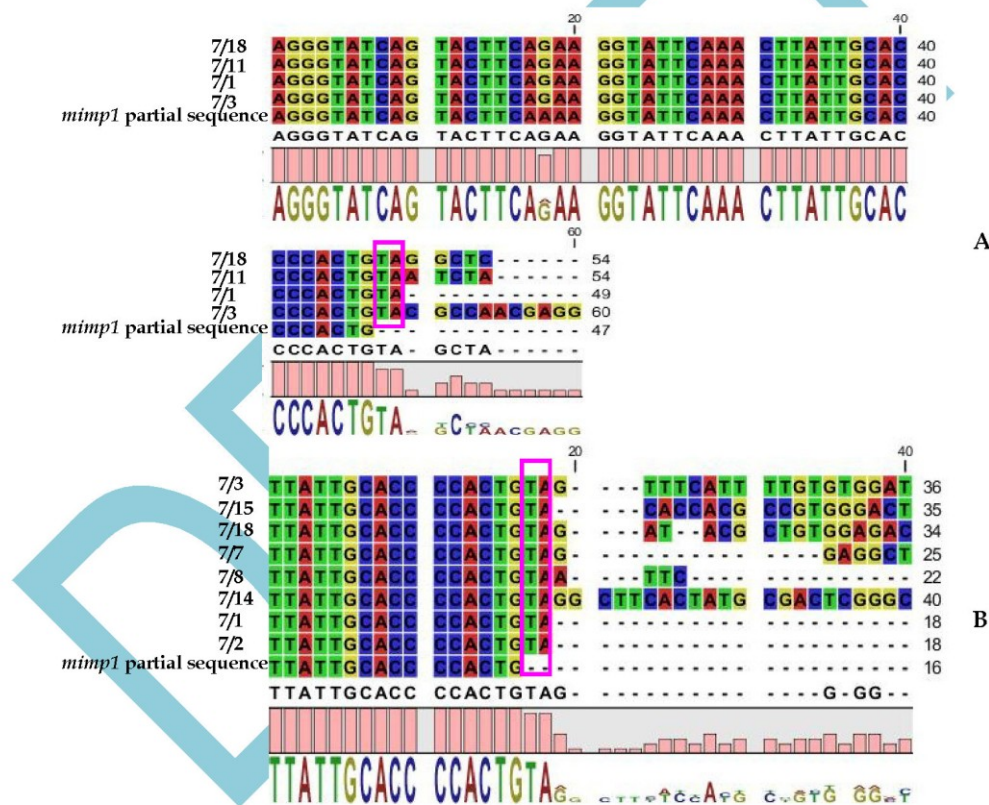 20 40
7/18 AGGGTATCAG TACTTCAGAA GGTATTCAAA CTTATTGCAC 40
7/11 AGGGTATCAG TACTTCAGAA GGTATTCAAA CTTATTGCAC 40
7/1 AGGGTATCAG TACTTCAGAA GGTATTCAAA CTTATTGCAC 40
7/3 AGGGTATCAG TACTTCAGAA GGTATTCAAA CTTATTGCAC 40
mimp1 partial sequence AGGGTATCAG TACTTCAAAA GGTATTCAAA CTTATTGCAC 40
AGGGTATCAG TACTTCAGAA GGTATTCAAA CTTATTGCAC
AGGGTATCAG TACTTCAGAA GGTATTCAAA CTTATTGCAC
A
60
7/18 CCCACTGTAG GCTC------ 54
7/11 CCCACTGTAA TCTA------ 54
7/1 CCCACTGTA- ---------- 49
7/3 CCCACTGTAC GCCAACGAGG 60
mimp1 partial sequence CCCACTG--- ---------- 47
CCCACTGTA- GCTA------
CCCACTGTA
20 40
7/3 TTATTGCACC CCACTGTAG- ---TTTCATT TTGTGTGGAT 36
7/15 TTATTGCACC CCACTGTA-- ---CACCACG CCGTGGGACT 35
7/18 TTATTGCACC CCACTGTAG- ---AT--ACG CTGTGGAGAC 34
7/7 TTATTGCACC CCACTGTAG- ---------- ----GAGGCT 25
7/8 TTATTGCACC CCACTGTAA- ---TTC---- ---------- 22
7/14 TTATTGCACC CCACTGTAGG CTTCACTATG CGACTCGGGC 40
7/1 TTATTGCACC CCACTGTA-- ---------- ---------- 18
7/2 TTATTGCACC CCACTGTA-- ---------- ---------- 18
mimp1 partial sequence TTATTGCACC CCACTG---- ---------- ---------- 16
TTATTGCACC CCACTGTAG- ---------- ----G-GG--
TTATTGCACC CCACTGTA
B